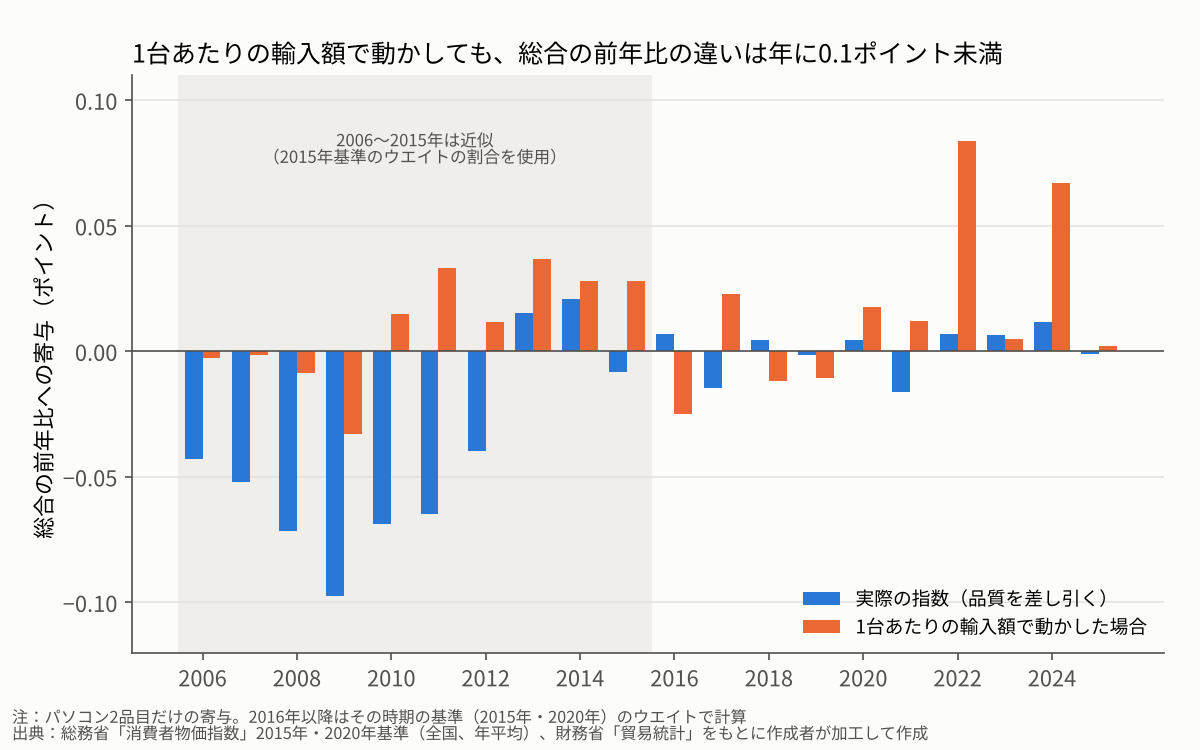 1台あたりの輸入額で動かしても、総合の前年比の違いは年に0.1ポイント未満
総合の前年比への寄与（ポイント）
0.10
0.05
0.00
−0.05
−0.10
2006～2015年は近似
（2015年基準のウエイトの割合を使用）
実際の指数（品質を差し引く）
1台あたりの輸入額で動かした場合
2006 2008 2010 2012 2014 2016 2018 2020 2022 2024
注：パソコン2品目だけの寄与。2016年以降はその時期の基準（2015年・2020年）のウエイトで計算
出典：総務省「消費者物価指数」2015年・2020年基準（全国、年平均）、財務省「貿易統計」をもとに作成者が加工して作成